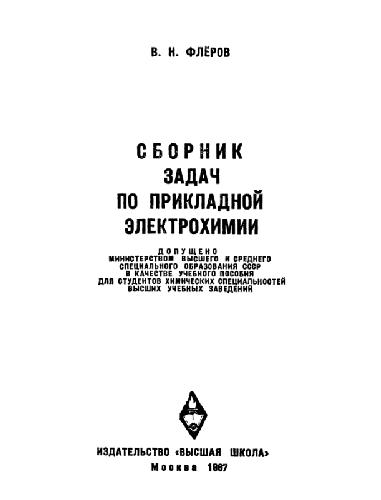 В. Н. ФЛЁРОВ
СБОРНИК
ЗАДАЧ
ПО ПРИКЛАДНОЙ
ЭЛЕКТРОХИМИИ
ДОПУЩЕНО
МИНИСТЕРСТВОМ ВЫСШЕГО И СРЕДНЕГО
СПЕЦИАЛЬНОГО ОБРАЗОВАНИЯ СССР
В КАЧЕСТВЕ УЧЕБНОГО ПОСОБИЯ
ДЛЯ СТУДЕНТОВ ХИМИЧЕСКИХ СПЕЦИАЛЬНОСТЕЙ
ВЫСШИХ УЧЕБНЫХ ЗАВЕДЕНИЙ
ИЗДАТЕЛЬСТВО «ВЫСШАЯ ШКОЛА»
Москва 1967